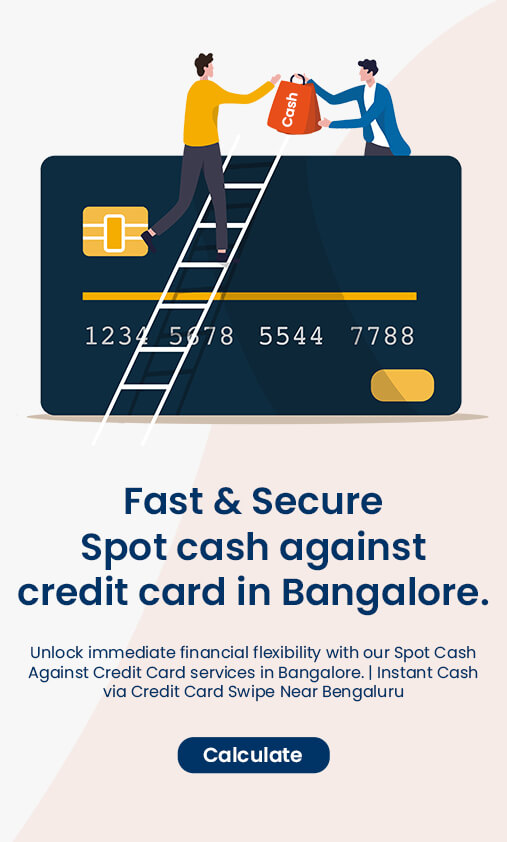 Cash
1234 5678 5544 7788
Fast & Secure
Spot cash against
credit card in Bangalore.
Unlock immediate financial flexibility with our Spot Cash
Against Credit Card services in Bangalore. | Instant Cash
via Credit Card Swipe Near Bengaluru
Calculate